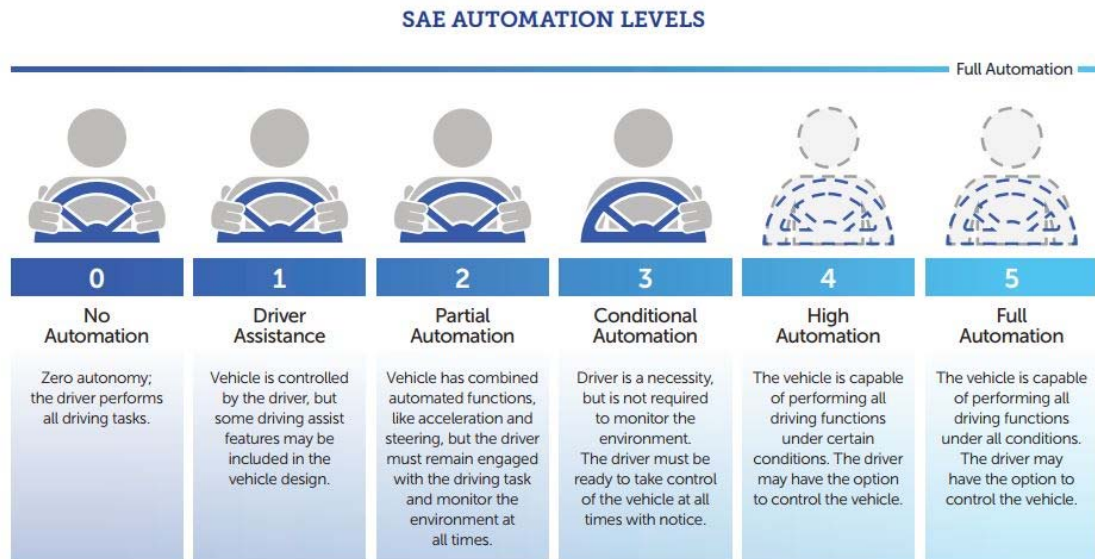 SAE AUTOMATION LEVELS
Full Automation
0
No
Automation
Zero autonomy;
the driver performs
all driving tasks.
1
Driver
Assistance
Vehicle is controlled
by the driver, but
some driving assist
features may be
included in the
vehicle design.
2
Partial
Automation
Vehicle has combined
automated functions,
like acceleration and
steering, but the driver
must remain engaged
with the driving task
and monitor the
environment at
all times.
3
Conditional
Automation
Driver is a necessity,
but is not required
to monitor the
environment.
The driver must be
ready to take control
of the vehicle at all
times with notice.
4
High
Automation
The vehicle is capable
of performing all
driving functions
under certain
conditions. The driver
may have the option
to control the vehicle.
5
Full
Automation
The vehicle is capable
of performing all
driving functions
under all conditions.
The driver may
have the option to
control the vehicle.